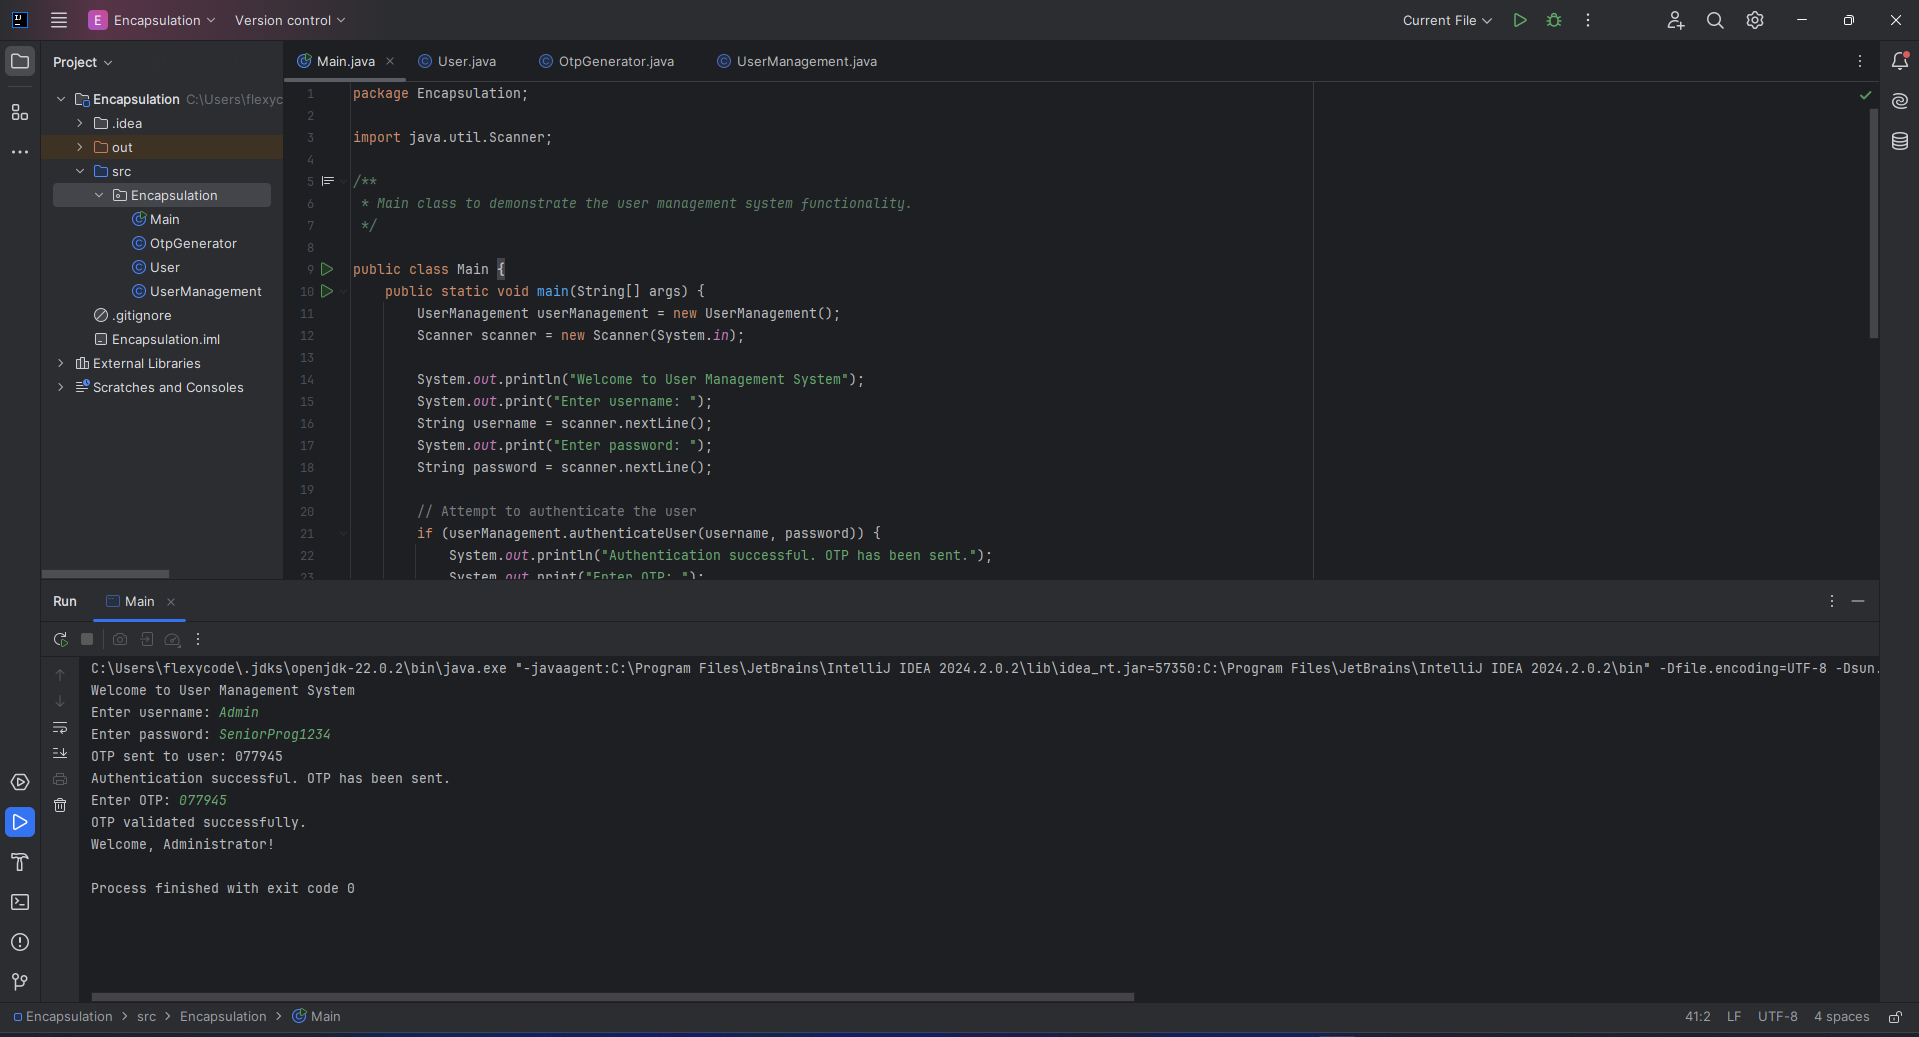 E Encapsulation Version control Current File
Project
Main.java User.java OtpGenerator.java UserManagement.java
Encapsulation C:\Users\flexyc
.idea
out
src
Encapsulation
Main
OtpGenerator
User
UserManagement
.gitignore
Encapsulation.iml
External Libraries
Scratches and Consoles
1 package Encapsulation;
2
3 import java.util.Scanner;
4
5 /**
6 * Main class to demonstrate the user management system functionality.
7 */
8
9 public class Main {
10 public static void main(String[] args) {
11 UserManagement userManagement = new UserManagement();
12 Scanner scanner = new Scanner(System.in);
13
14 System.out.println("Welcome to User Management System");
15 System.out.print("Enter username: ");
16 String username = scanner.nextLine();
17 System.out.print("Enter password: ");
18 String password = scanner.nextLine();
19
20 // Attempt to authenticate the user
21 if (userManagement.authenticateUser(username, password)) {
22 System.out.println("Authentication successful. OTP has been sent.");
23 System.out.print("Enter OTP: ");
Run Main
C:\Users\flexycode\.jdks\openjdk-22.0.2\bin\java.exe "-javaagent:C:\Program Files\JetBrains\IntelliJ IDEA 2024.2.0.2\lib\idea_rt.jar=57350:C:\Program Files\JetBrains\IntelliJ IDEA 2024.2.0.2\bin" -Dfile.encoding=UTF-8 -Dsun.
Welcome to User Management System
Enter username: Admin
Enter password: SeniorProg1234
OTP sent to user: 077945
Authentication successful. OTP has been sent.
Enter OTP: 077945
OTP validated successfully.
Welcome, Administrator!
Process finished with exit code 0
Encapsulation > src > Encapsulation > Main 41:2 LF UTF-8 4 spaces